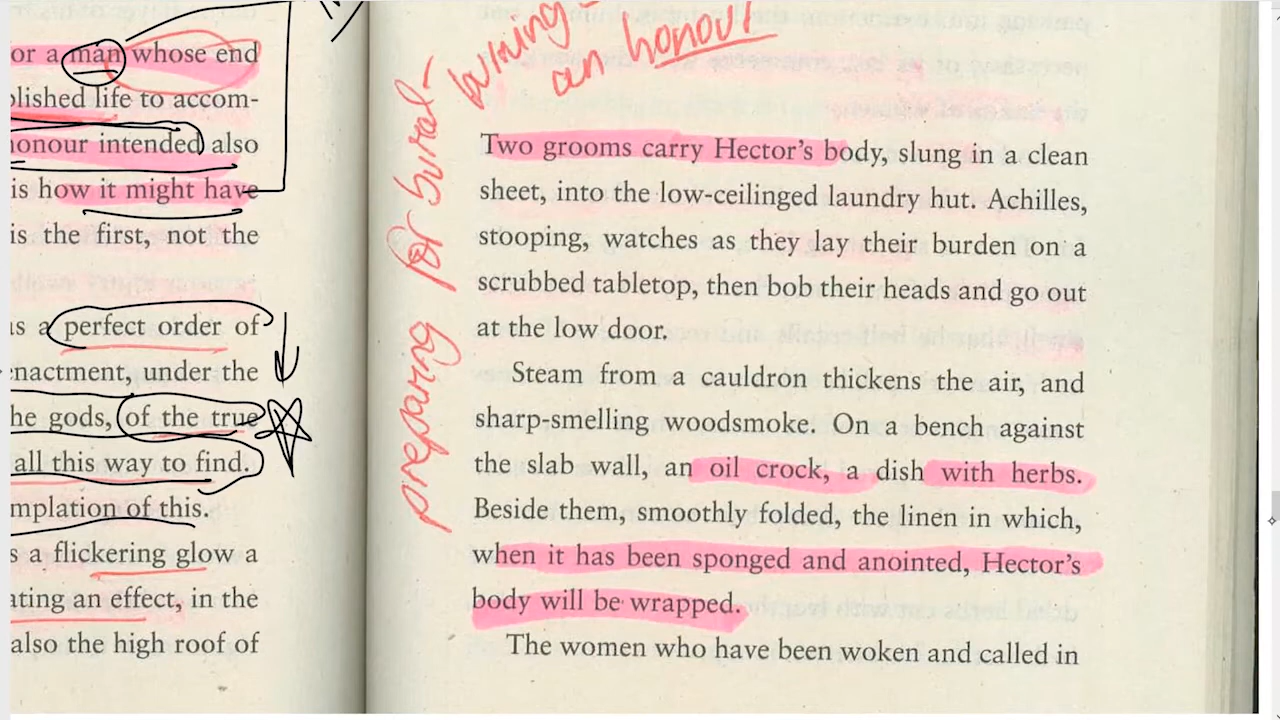 or a man whose end
lished life to accom-
onour intended also
is how it might have
is the first, not the
is a perfect order of
nactment, under the
he gods, of the true
all this way to find.
mplation of this.
s a flickering glow a
ating an effect, in the
also the high roof of
preparing for burial-
an honour!
Two grooms carry Hector's body, slung in a clean
sheet, into the low-ceilinged laundry hut. Achilles,
stooping, watches as they lay their burden on a
scrubbed tabletop, then bob their heads and go out
at the low door.
Steam from a cauldron thickens the air, and
sharp-smelling woodsmoke. On a bench against
the slab wall, an oil crock, a dish with herbs.
Beside them, smoothly folded, the linen in which,
when it has been sponged and anointed, Hector's
body will be wrapped.
The women who have been woken and called in